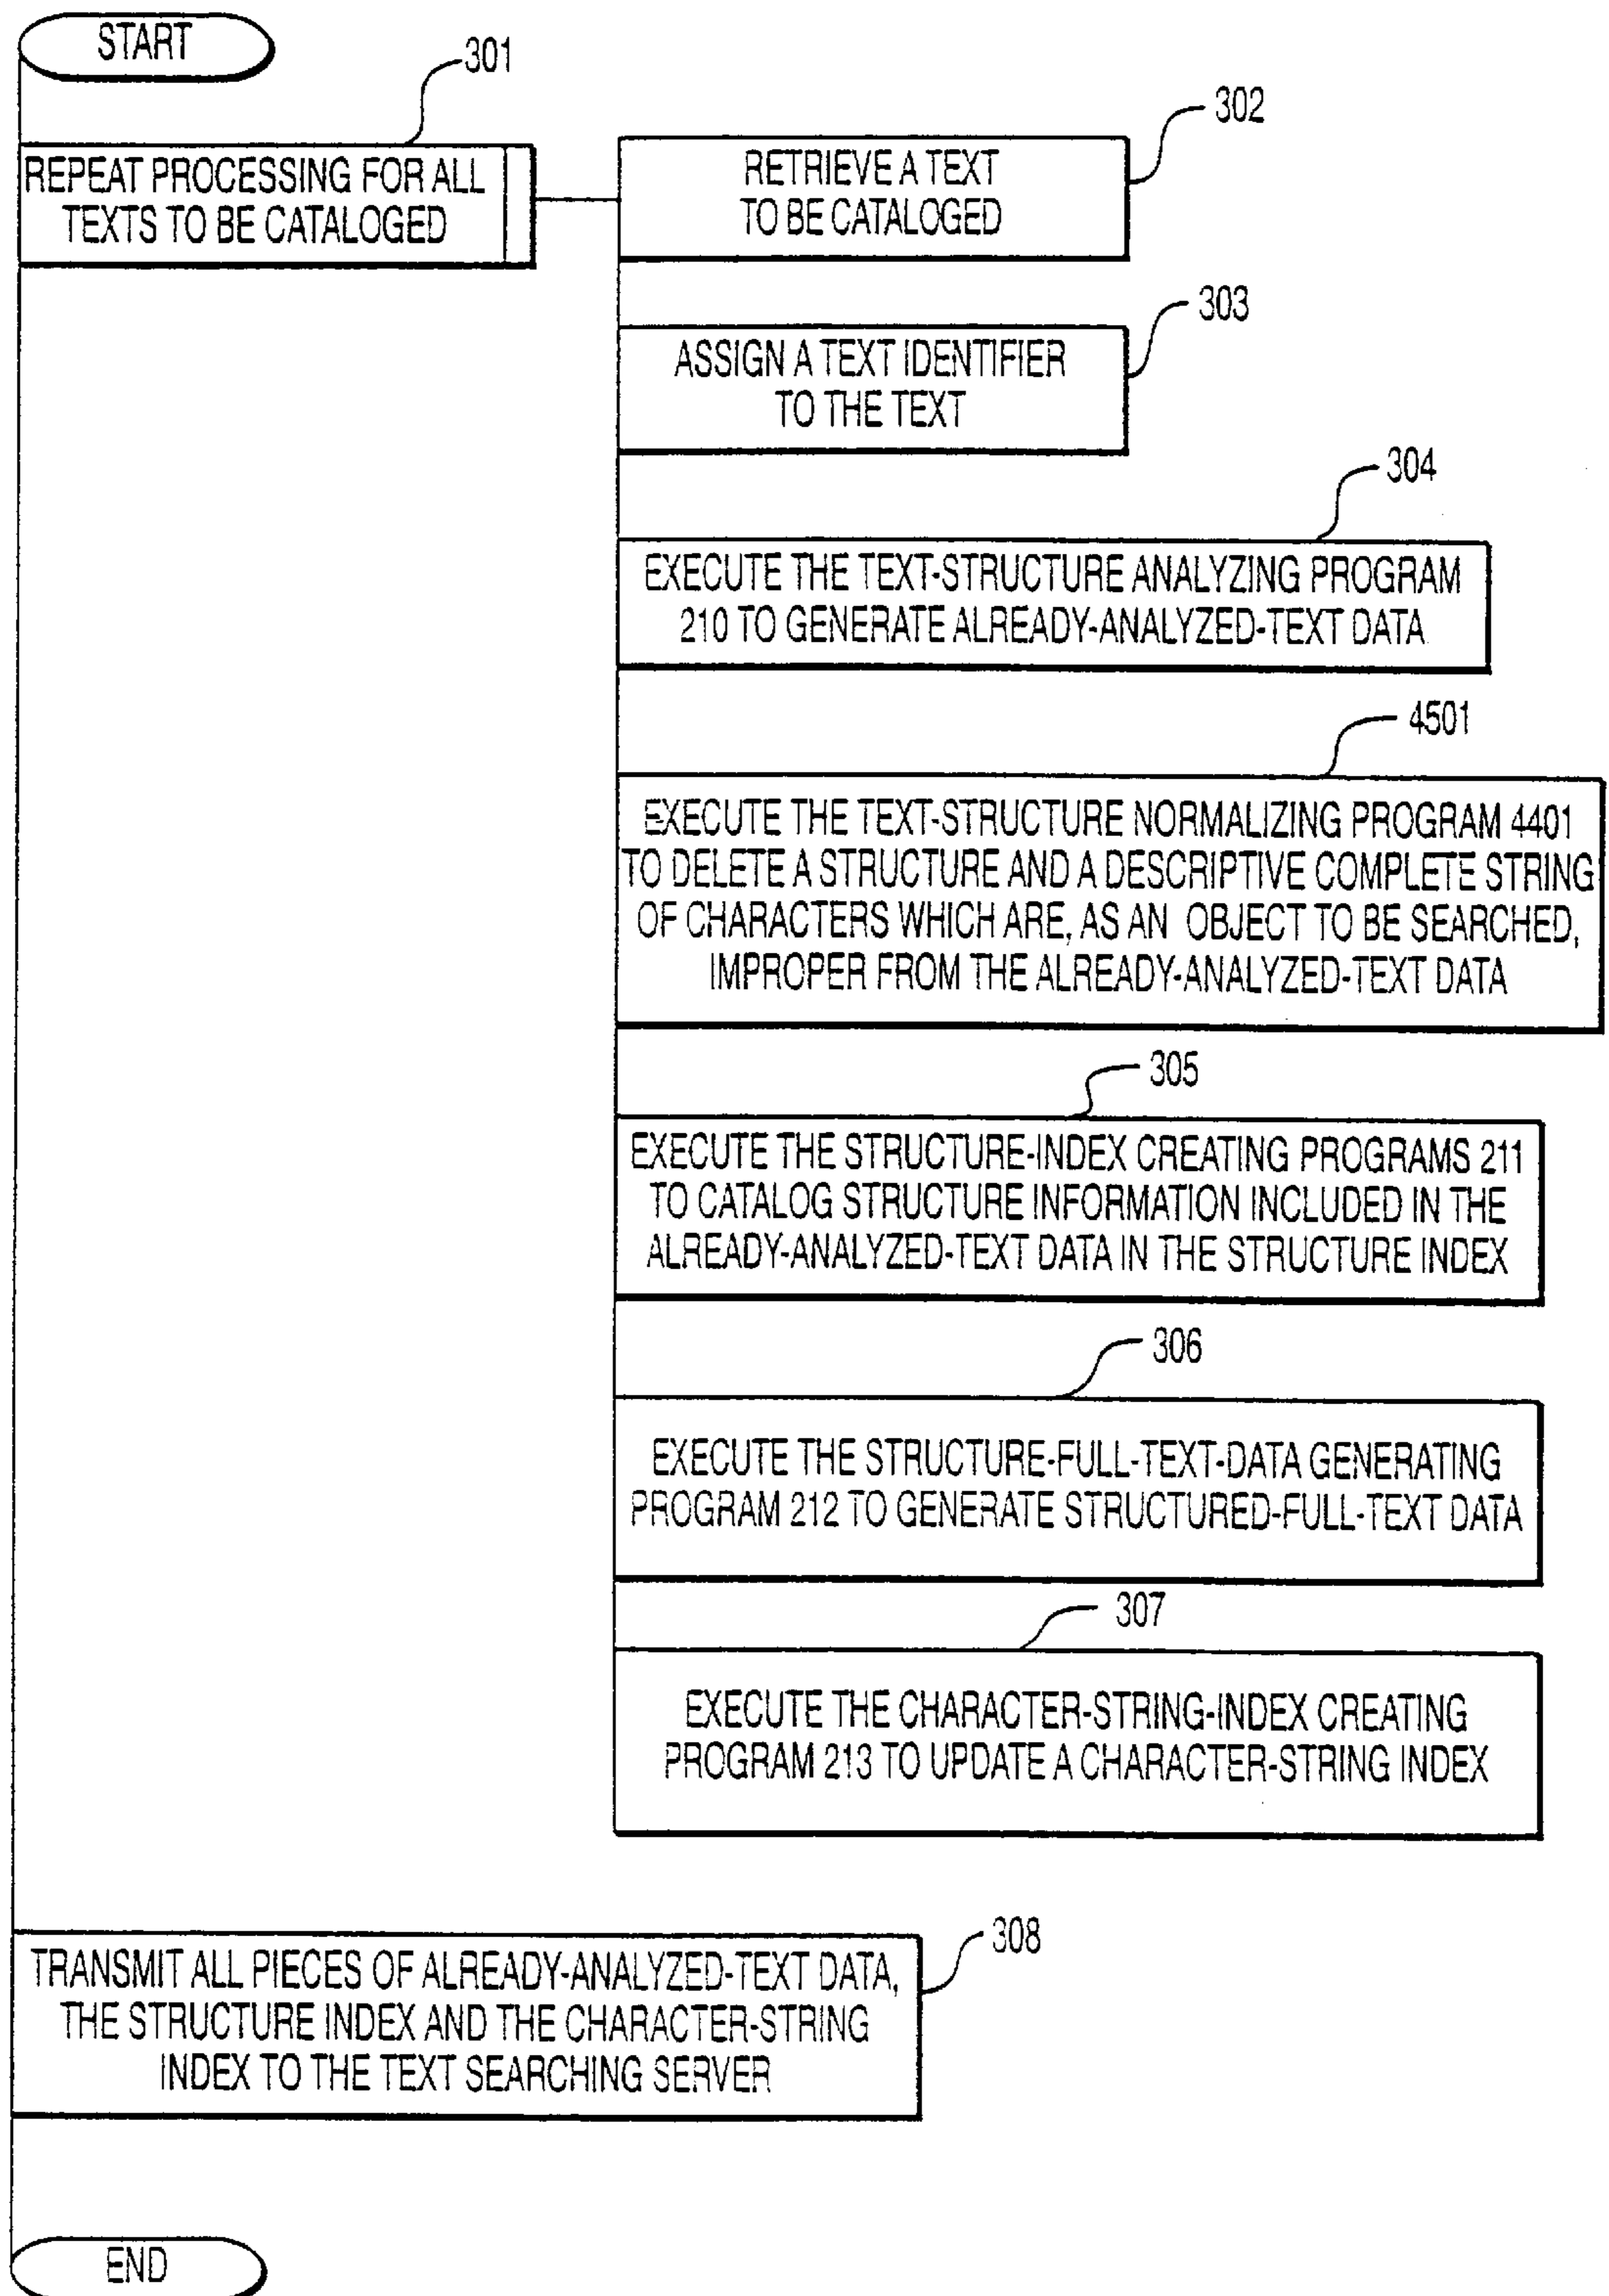 START
301
REPEAT PROCESSING FOR ALL
TEXTS TO BE CATALOGED
302
RETRIEVE A TEXT
TO BE CATALOGED
303
ASSIGN A TEXT IDENTIFIER
TO THE TEXT
304
EXECUTE THE TEXT-STRUCTURE ANALYZING PROGRAM
210 TO GENERATE ALREADY-ANALYZED-TEXT DATA
4501
EXECUTE THE TEXT-STRUCTURE NORMALIZING PROGRAM 4401
TO DELETE A STRUCTURE AND A DESCRIPTIVE COMPLETE STRING
OF CHARACTERS WHICH ARE, AS AN OBJECT TO BE SEARCHED,
IMPROPER FROM THE ALREADY-ANALYZED-TEXT DATA
305
EXECUTE THE STRUCTURE-INDEX CREATING PROGRAMS 211
TO CATALOG STRUCTURE INFORMATION INCLUDED IN THE
ALREADY-ANALYZED-TEXT DATA IN THE STRUCTURE INDEX
306
EXECUTE THE STRUCTURE-FULL-TEXT-DATA GENERATING
PROGRAM 212 TO GENERATE STRUCTURED-FULL-TEXT DATA
307
EXECUTE THE CHARACTER-STRING-INDEX CREATING
PROGRAM 213 TO UPDATE A CHARACTER-STRING INDEX
308
TRANSMIT ALL PIECES OF ALREADY-ANALYZED-TEXT DATA,
THE STRUCTURE INDEX AND THE CHARACTER-STRING
INDEX TO THE TEXT SEARCHING SERVER
END